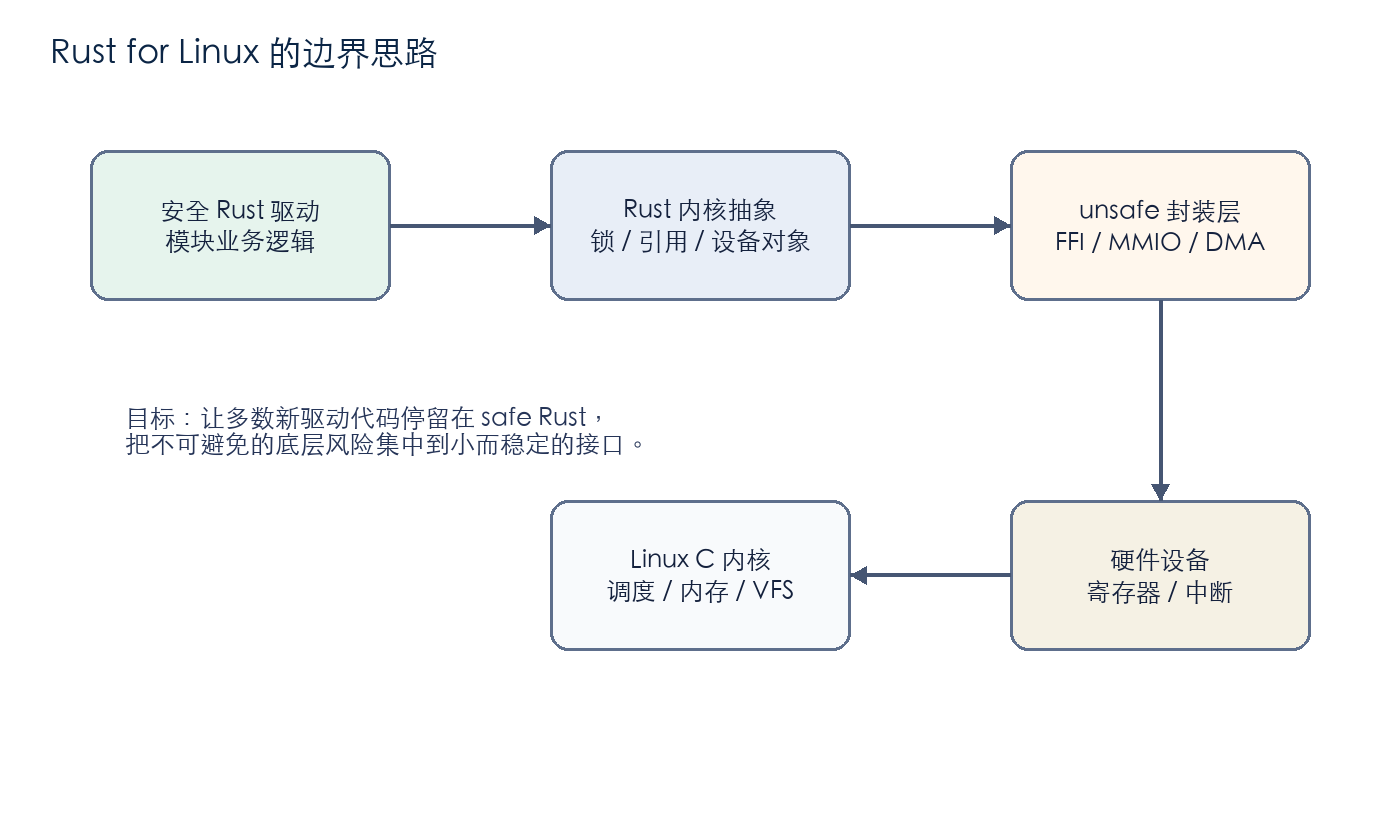 Rust for Linux 的边界思路
安全 Rust 驱动
模块业务逻辑
Rust 内核抽象
锁 / 引用 / 设备对象
unsafe 封装层
FFI / MMIO / DMA
目标：让多数新驱动代码停留在 safe Rust，
把不可避免的底层风险集中到小而稳定的接口。
Linux C 内核
调度 / 内存 / VFS
硬件设备
寄存器 / 中断